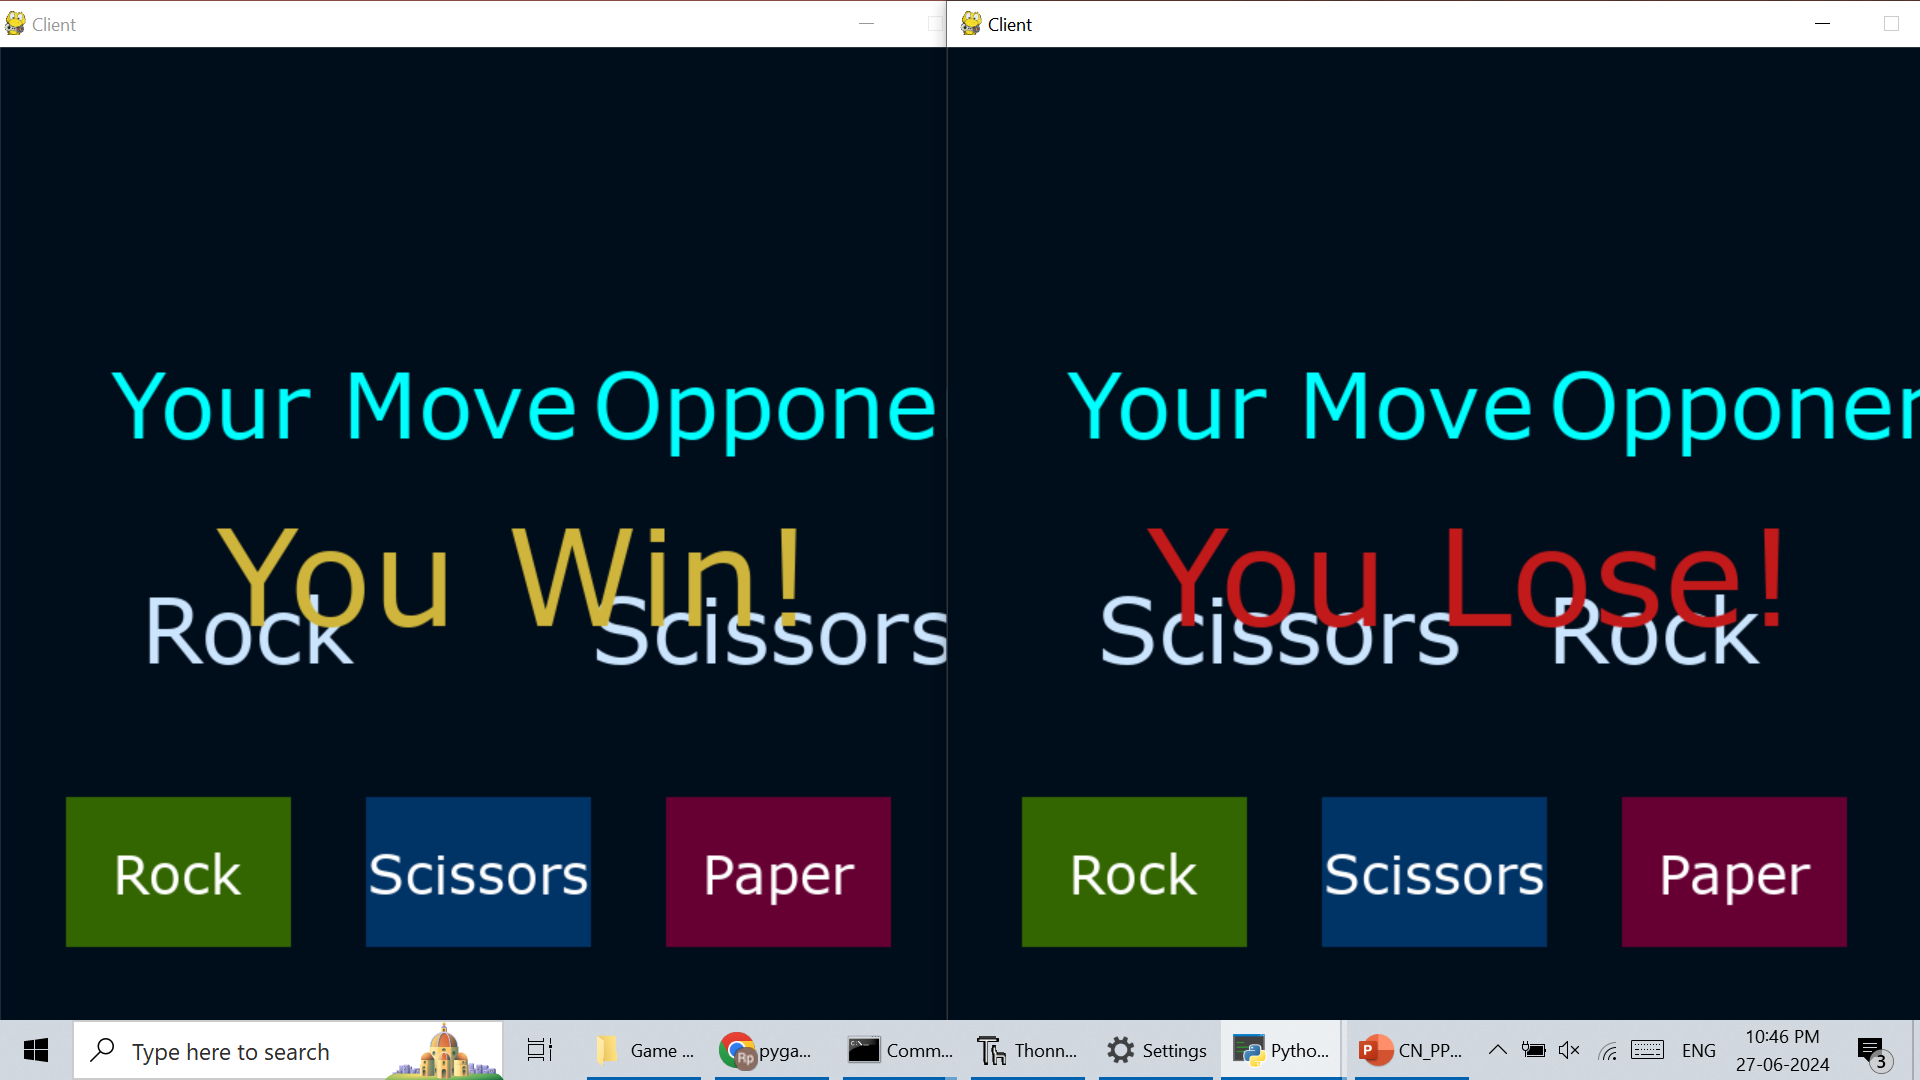 Client
Your Move Oppone
You Win!
Rock Scissors
Rock Scissors Paper
Client
Your Move Opponen
You Lose!
Scissors Rock
Rock Scissors Paper
Type here to search
Game ...
Rp
pyga...
Comm...
Thonn...
Settings
Pytho...
P CN_PP...
ENG
10:46 PM
27-06-2024
3